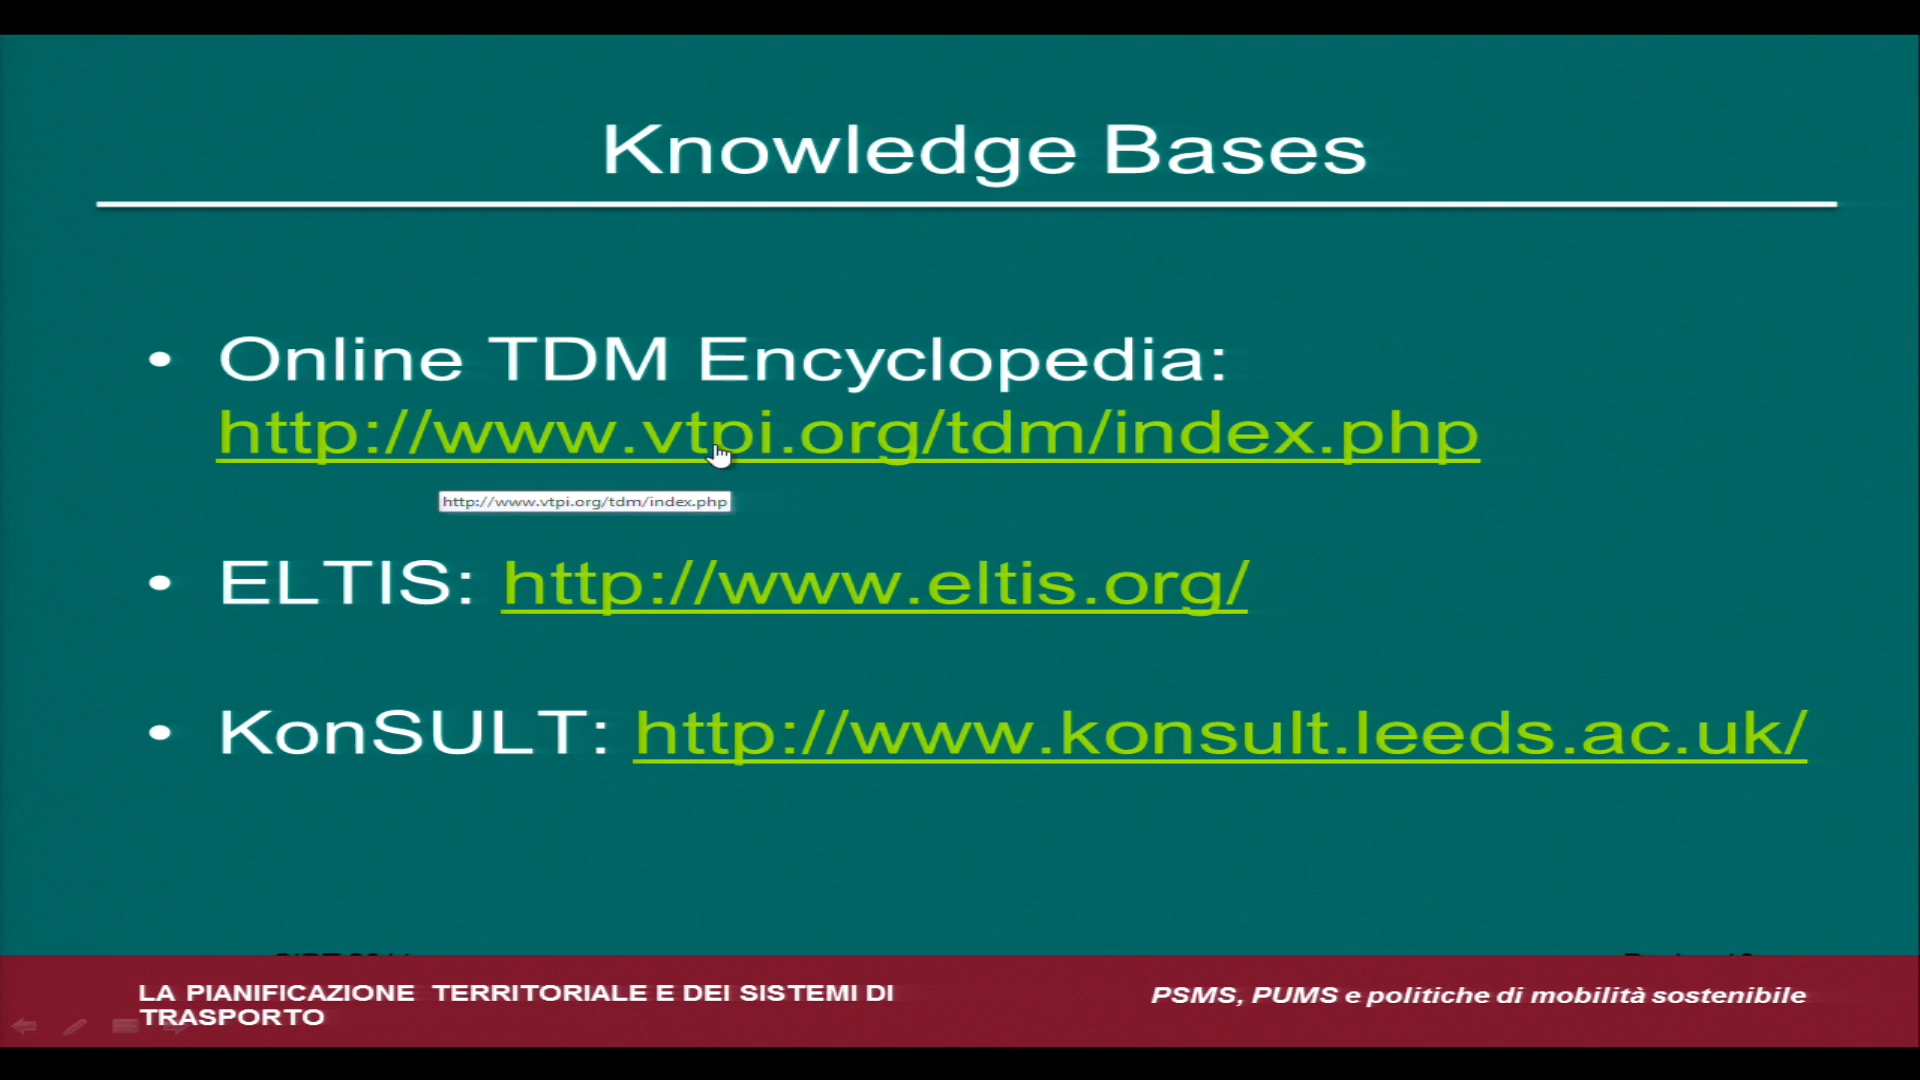 Knowledge Bases
• Online TDM Encyclopedia:
http://www.vtpi.org/tdm/index.php
http://www.vtpi.org/tdm/index.php
• ELTIS: http://www.eltis.org/
• KonSULT: http://www.konsult.leeds.ac.uk/
LA PIANIFICAZIONE TERRITORIALE E DEI SISTEMI DI
TRASPORTO
PSMS, PUMS e politiche di mobilità sostenibile